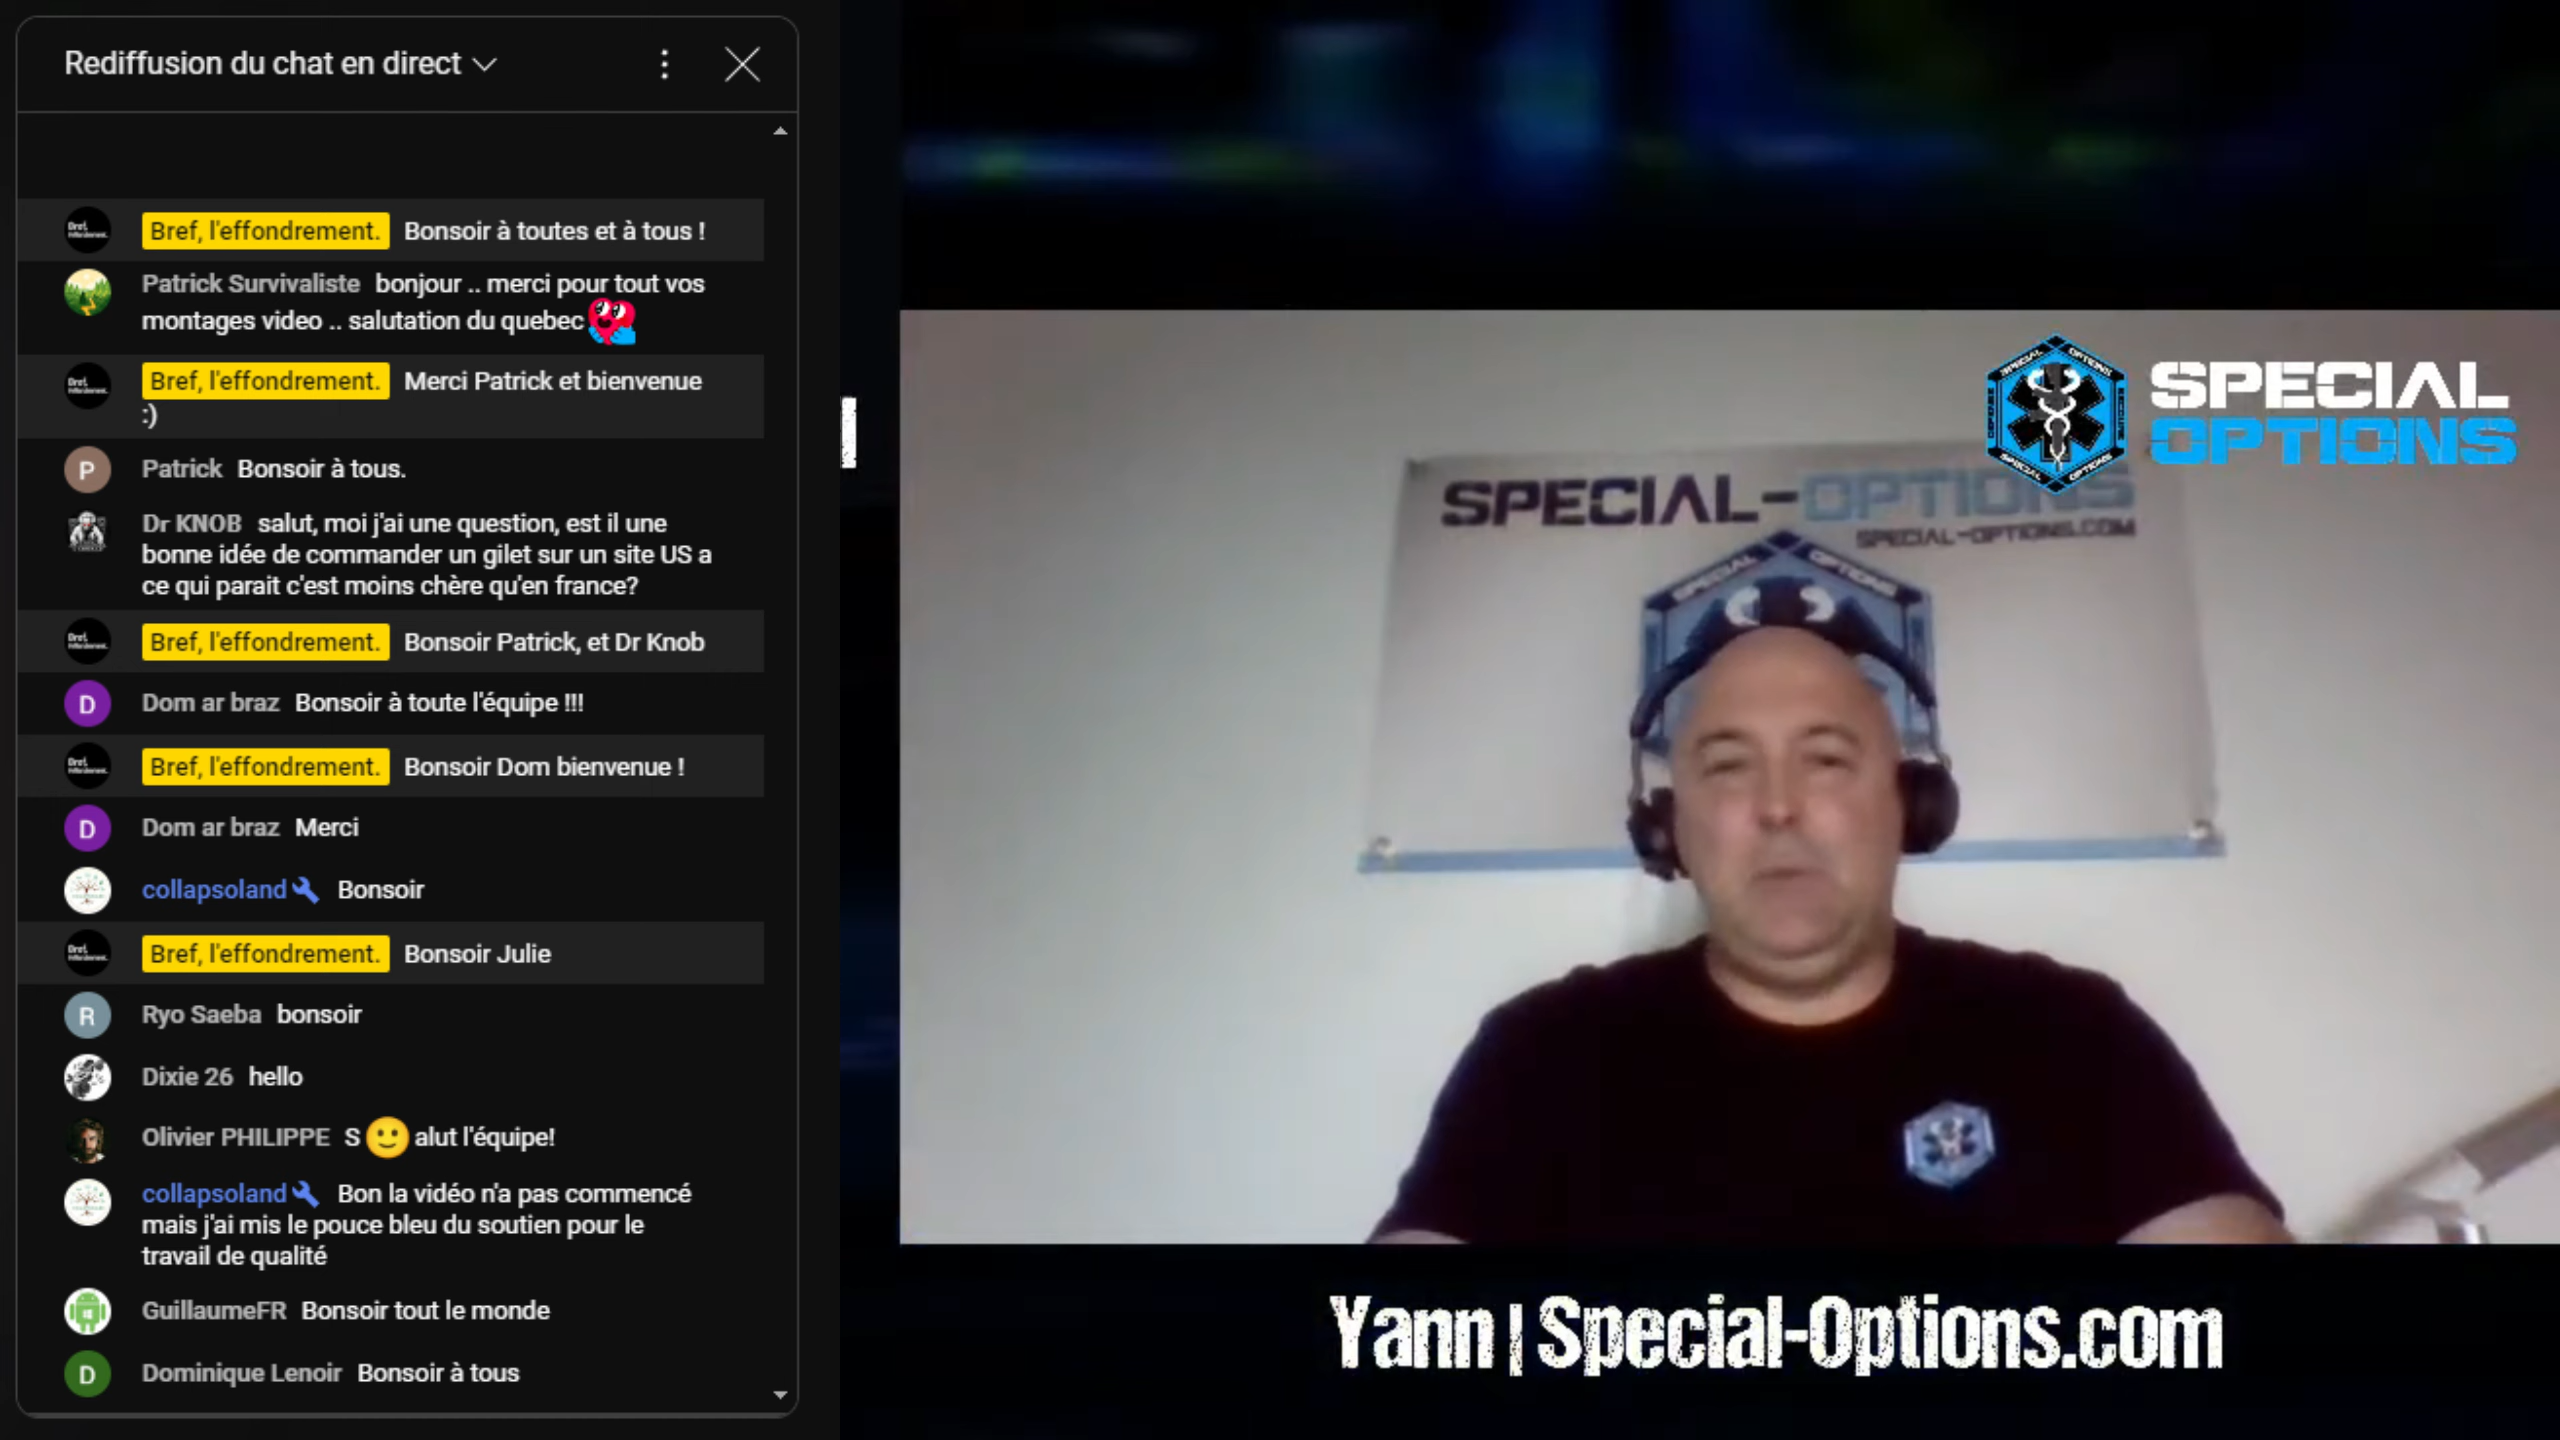 Rediffusion du chat en direct
Bref, l'effondrement. Bonsoir à toutes et à tous !
Patrick Survivaliste bonjour .. merci pour tout vos
montages video .. salutation du quebec
Bref, l'effondrement. Merci Patrick et bienvenue
:)
P Patrick Bonsoir à tous.
Dr KNOB salut, moi j'ai une question, est il une
bonne idée de commander un gilet sur un site US a
ce qui parait c'est moins chère qu'en france?
Bref, l'effondrement. Bonsoir Patrick, et Dr Knob
D Dom ar braz Bonsoir à toute l'équipe !!!
Bref, l'effondrement. Bonsoir Dom bienvenue !
D Dom ar braz Merci
collapsoland Bonsoir
Bref, l'effondrement. Bonsoir Julie
R Ryo Saeba bonsoir
Dixie 26 hello
Olivier PHILIPPE S🙂alut l'équipe!
collapsoland Bon la vidéo n'a pas commencé
mais j'ai mis le pouce bleu du soutien pour le
travail de qualité
GuillaumeFR Bonsoir tout le monde
D Dominique Lenoir Bonsoir à tous
SPECIAL
OPTIONS
SPECIAL OPTIONS
SPECIAL OPTIONS
SPECIAL-OPTIONS
SPECIAL-OPTIONS.COM
SPECIAL OPTIONS
Yann | Special-Options.com